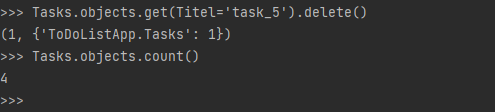 >>> Tasks.objects.get(Titel='task_5').delete()
(1, {'ToDoListApp.Tasks': 1})
>>> Tasks.objects.count()
4
>>>